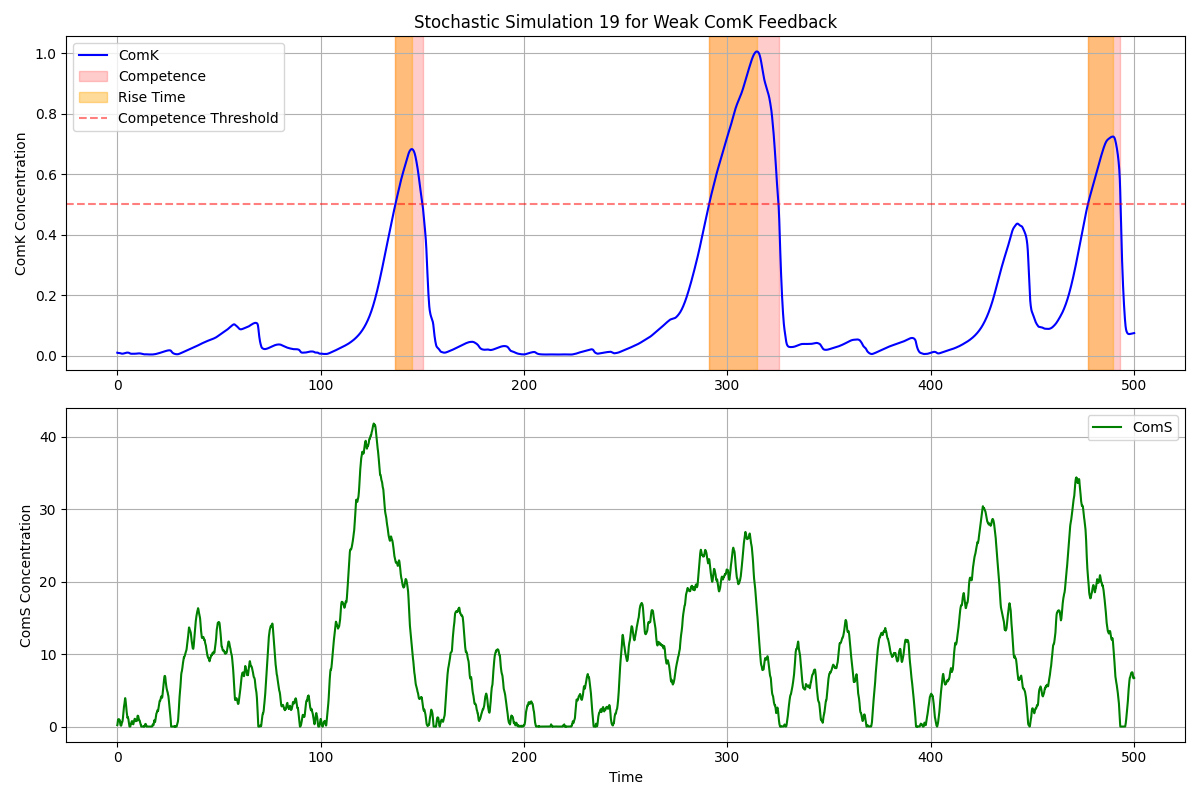 Stochastic Simulation 19 for Weak ComK Feedback
ComK Concentration
1.0
0.8
0.6
0.4
0.2
0.0
ComK
Competence
Rise Time
Competence Threshold
0 100 200 300 400 500
ComS Concentration
40
30
20
10
0
ComS
0 100 200 300 400 500
Time